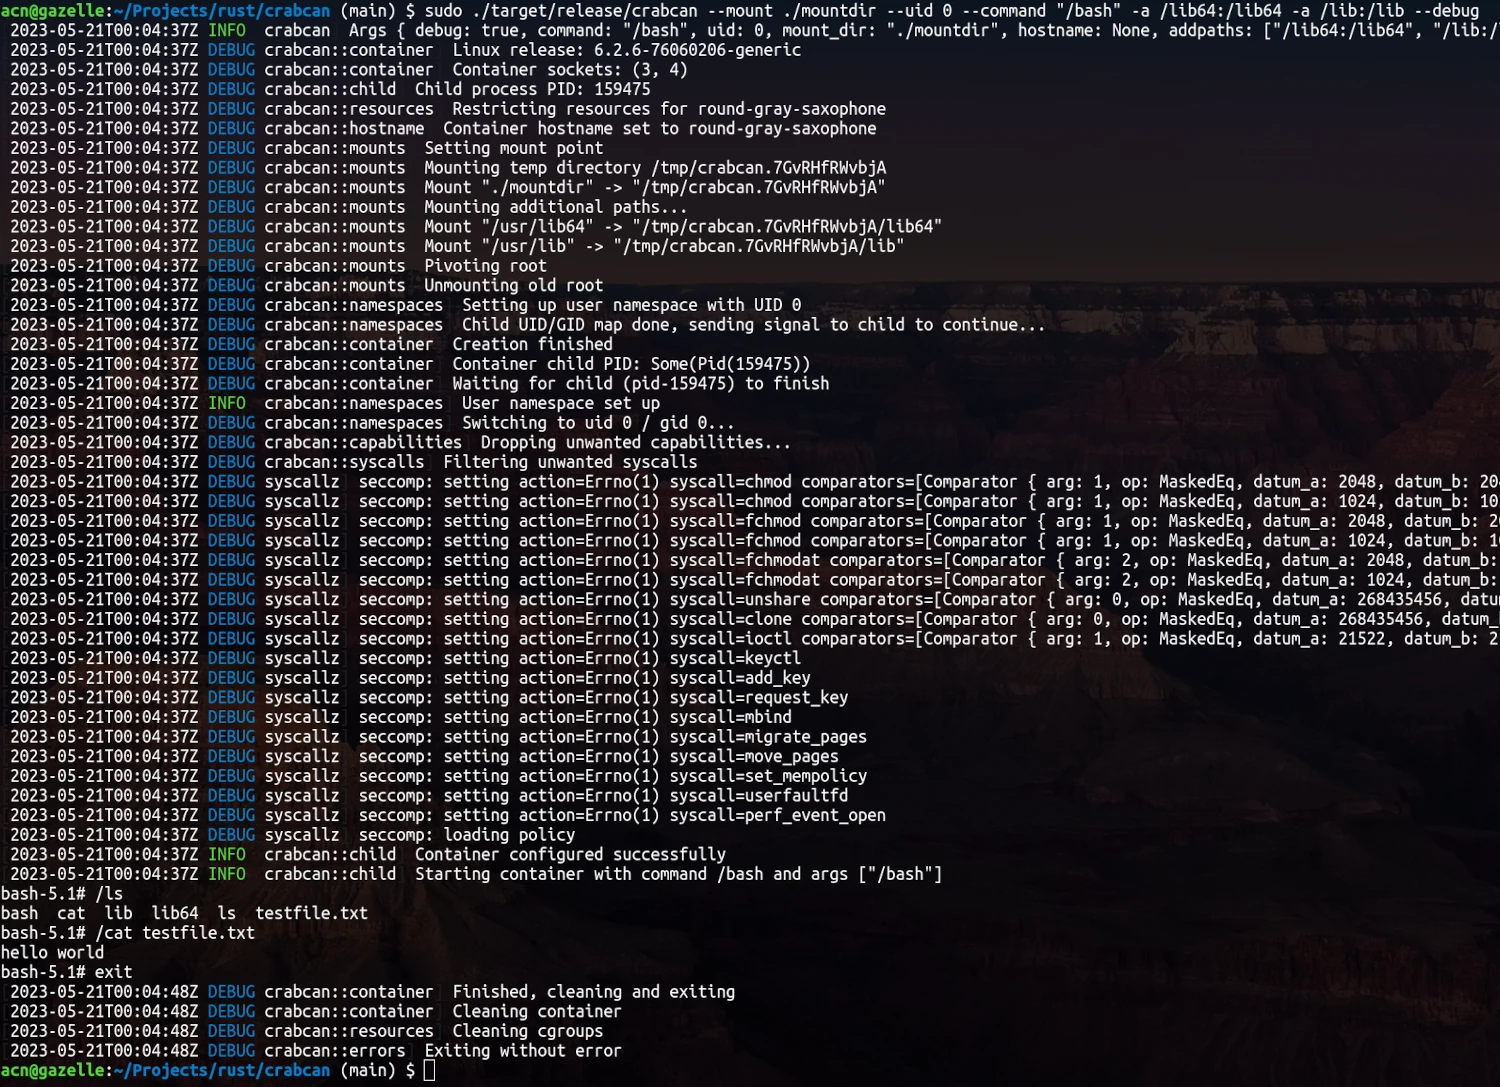 acn@gazelle:~/Projects/rust/crabcan (main) $ sudo ./target/release/crabcan --mount ./mountdir --uid 0 --command "/bash" -a /lib64:/lib64 -a /lib:/lib --debug
[2023-05-21T00:04:37Z INFO  crabcan] Args { debug: true, command: "/bash", uid: 0, mount_dir: "./mountdir", hostname: None, addpaths: ["/lib64:/lib64", "/lib:/
[2023-05-21T00:04:37Z DEBUG crabcan::container] Linux release: 6.2.6-76060206-generic
[2023-05-21T00:04:37Z DEBUG crabcan::container] Container sockets: (3, 4)
[2023-05-21T00:04:37Z DEBUG crabcan::child] Child process PID: 159475
[2023-05-21T00:04:37Z DEBUG crabcan::resources] Restricting resources for round-gray-saxophone
[2023-05-21T00:04:37Z DEBUG crabcan::hostname] Container hostname set to round-gray-saxophone
[2023-05-21T00:04:37Z DEBUG crabcan::mounts] Setting mount point
[2023-05-21T00:04:37Z DEBUG crabcan::mounts] Mounting temp directory /tmp/crabcan.7GvRHfRWvbjA
[2023-05-21T00:04:37Z DEBUG crabcan::mounts] Mount "./mountdir" -> "/tmp/crabcan.7GvRHfRWvbjA"
[2023-05-21T00:04:37Z DEBUG crabcan::mounts] Mounting additional paths...
[2023-05-21T00:04:37Z DEBUG crabcan::mounts] Mount "/usr/lib64" -> "/tmp/crabcan.7GvRHfRWvbjA/lib64"
[2023-05-21T00:04:37Z DEBUG crabcan::mounts] Mount "/usr/lib" -> "/tmp/crabcan.7GvRHfRWvbjA/lib"
[2023-05-21T00:04:37Z DEBUG crabcan::mounts] Pivoting root
[2023-05-21T00:04:37Z DEBUG crabcan::mounts] Unmounting old root
[2023-05-21T00:04:37Z DEBUG crabcan::namespaces] Setting up user namespace with UID 0
[2023-05-21T00:04:37Z DEBUG crabcan::namespaces] Child UID/GID map done, sending signal to child to continue...
[2023-05-21T00:04:37Z DEBUG crabcan::container] Creation finished
[2023-05-21T00:04:37Z DEBUG crabcan::container] Container child PID: Some(Pid(159475))
[2023-05-21T00:04:37Z DEBUG crabcan::container] Waiting for child (pid-159475) to finish
[2023-05-21T00:04:37Z INFO  crabcan::namespaces] User namespace set up
[2023-05-21T00:04:37Z DEBUG crabcan::namespaces] Switching to uid 0 / gid 0...
[2023-05-21T00:04:37Z DEBUG crabcan::capabilities] Dropping unwanted capabilities...
[2023-05-21T00:04:37Z DEBUG crabcan::syscalls] Filtering unwanted syscalls
[2023-05-21T00:04:37Z DEBUG syscallz] seccomp: setting action=Errno(1) syscall=chmod comparators=[Comparator { arg: 1, op: MaskedEq, datum_a: 2048, datum_b: 20
[2023-05-21T00:04:37Z DEBUG syscallz] seccomp: setting action=Errno(1) syscall=chmod comparators=[Comparator { arg: 1, op: MaskedEq, datum_a: 1024, datum_b: 10
[2023-05-21T00:04:37Z DEBUG syscallz] seccomp: setting action=Errno(1) syscall=fchmod comparators=[Comparator { arg: 1, op: MaskedEq, datum_a: 2048, datum_b: 2
[2023-05-21T00:04:37Z DEBUG syscallz] seccomp: setting action=Errno(1) syscall=fchmod comparators=[Comparator { arg: 1, op: MaskedEq, datum_a: 1024, datum_b: 1
[2023-05-21T00:04:37Z DEBUG syscallz] seccomp: setting action=Errno(1) syscall=fchmodat comparators=[Comparator { arg: 2, op: MaskedEq, datum_a: 2048, datum_b:
[2023-05-21T00:04:37Z DEBUG syscallz] seccomp: setting action=Errno(1) syscall=fchmodat comparators=[Comparator { arg: 2, op: MaskedEq, datum_a: 1024, datum_b:
[2023-05-21T00:04:37Z DEBUG syscallz] seccomp: setting action=Errno(1) syscall=unshare comparators=[Comparator { arg: 0, op: MaskedEq, datum_a: 268435456, datu
[2023-05-21T00:04:37Z DEBUG syscallz] seccomp: setting action=Errno(1) syscall=clone comparators=[Comparator { arg: 0, op: MaskedEq, datum_a: 268435456, datum_
[2023-05-21T00:04:37Z DEBUG syscallz] seccomp: setting action=Errno(1) syscall=ioctl comparators=[Comparator { arg: 1, op: MaskedEq, datum_a: 21522, datum_b: 2
[2023-05-21T00:04:37Z DEBUG syscallz] seccomp: setting action=Errno(1) syscall=keyctl
[2023-05-21T00:04:37Z DEBUG syscallz] seccomp: setting action=Errno(1) syscall=add_key
[2023-05-21T00:04:37Z DEBUG syscallz] seccomp: setting action=Errno(1) syscall=request_key
[2023-05-21T00:04:37Z DEBUG syscallz] seccomp: setting action=Errno(1) syscall=mbind
[2023-05-21T00:04:37Z DEBUG syscallz] seccomp: setting action=Errno(1) syscall=migrate_pages
[2023-05-21T00:04:37Z DEBUG syscallz] seccomp: setting action=Errno(1) syscall=move_pages
[2023-05-21T00:04:37Z DEBUG syscallz] seccomp: setting action=Errno(1) syscall=set_mempolicy
[2023-05-21T00:04:37Z DEBUG syscallz] seccomp: setting action=Errno(1) syscall=userfaultfd
[2023-05-21T00:04:37Z DEBUG syscallz] seccomp: setting action=Errno(1) syscall=perf_event_open
[2023-05-21T00:04:37Z DEBUG syscallz] seccomp: loading policy
[2023-05-21T00:04:37Z INFO  crabcan::child] Container configured successfully
[2023-05-21T00:04:37Z INFO  crabcan::child] Starting container with command /bash and args ["/bash"]
bash-5.1# /ls
bash  cat  lib  lib64  ls  testfile.txt
bash-5.1# /cat testfile.txt
hello world
bash-5.1# exit
[2023-05-21T00:04:48Z DEBUG crabcan::container] Finished, cleaning and exiting
[2023-05-21T00:04:48Z DEBUG crabcan::container] Cleaning container
[2023-05-21T00:04:48Z DEBUG crabcan::resources] Cleaning cgroups
[2023-05-21T00:04:48Z DEBUG crabcan::errors] Exiting without error
acn@gazelle:~/Projects/rust/crabcan (main) $